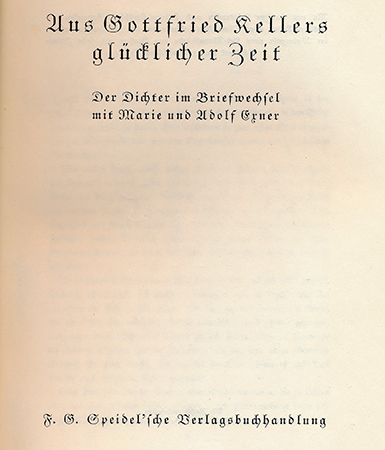 Aus Gottfried Kellers
glücklicher Zeit
Der Dichter im Briefwechsel
mit Marie und Adolf Exner
F. G. Speidel'sche Verlagsbuchhandlung